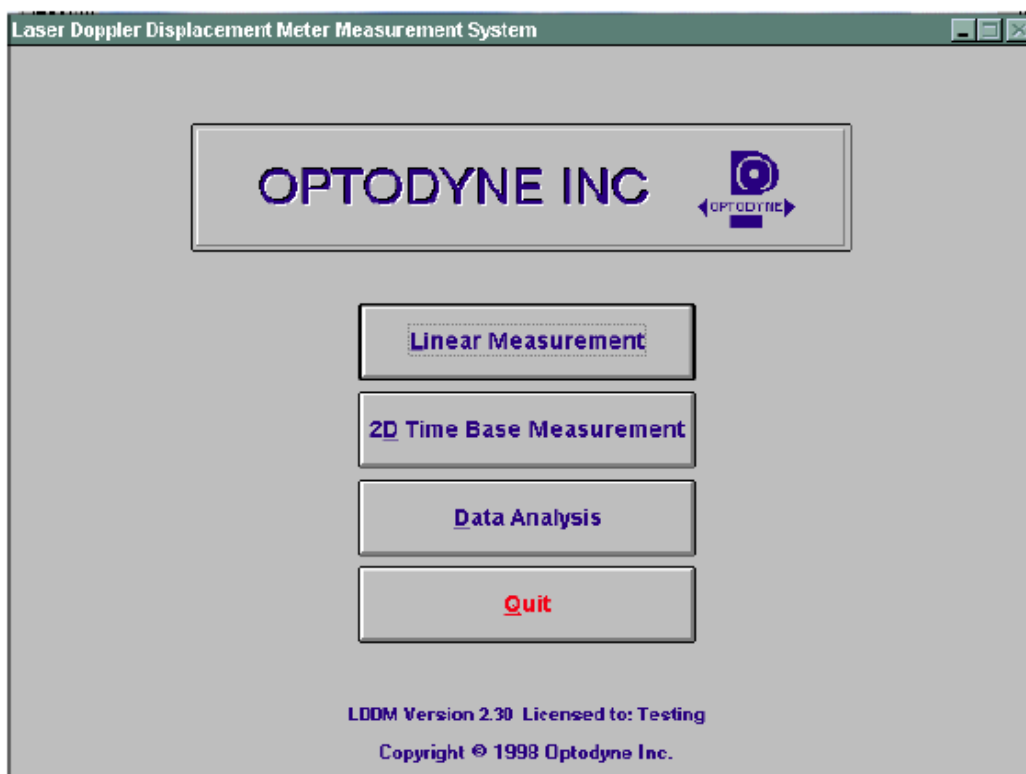 Laser Doppler Displacement Meter Measurement System
OPTODYNE INC
OPTODYNE
Linear Measurement
2D Time Base Measurement
Data Analysis
Quit
LDDM Version 2.30 Licensed to: Testing
Copyright © 1998 Optodyne Inc.